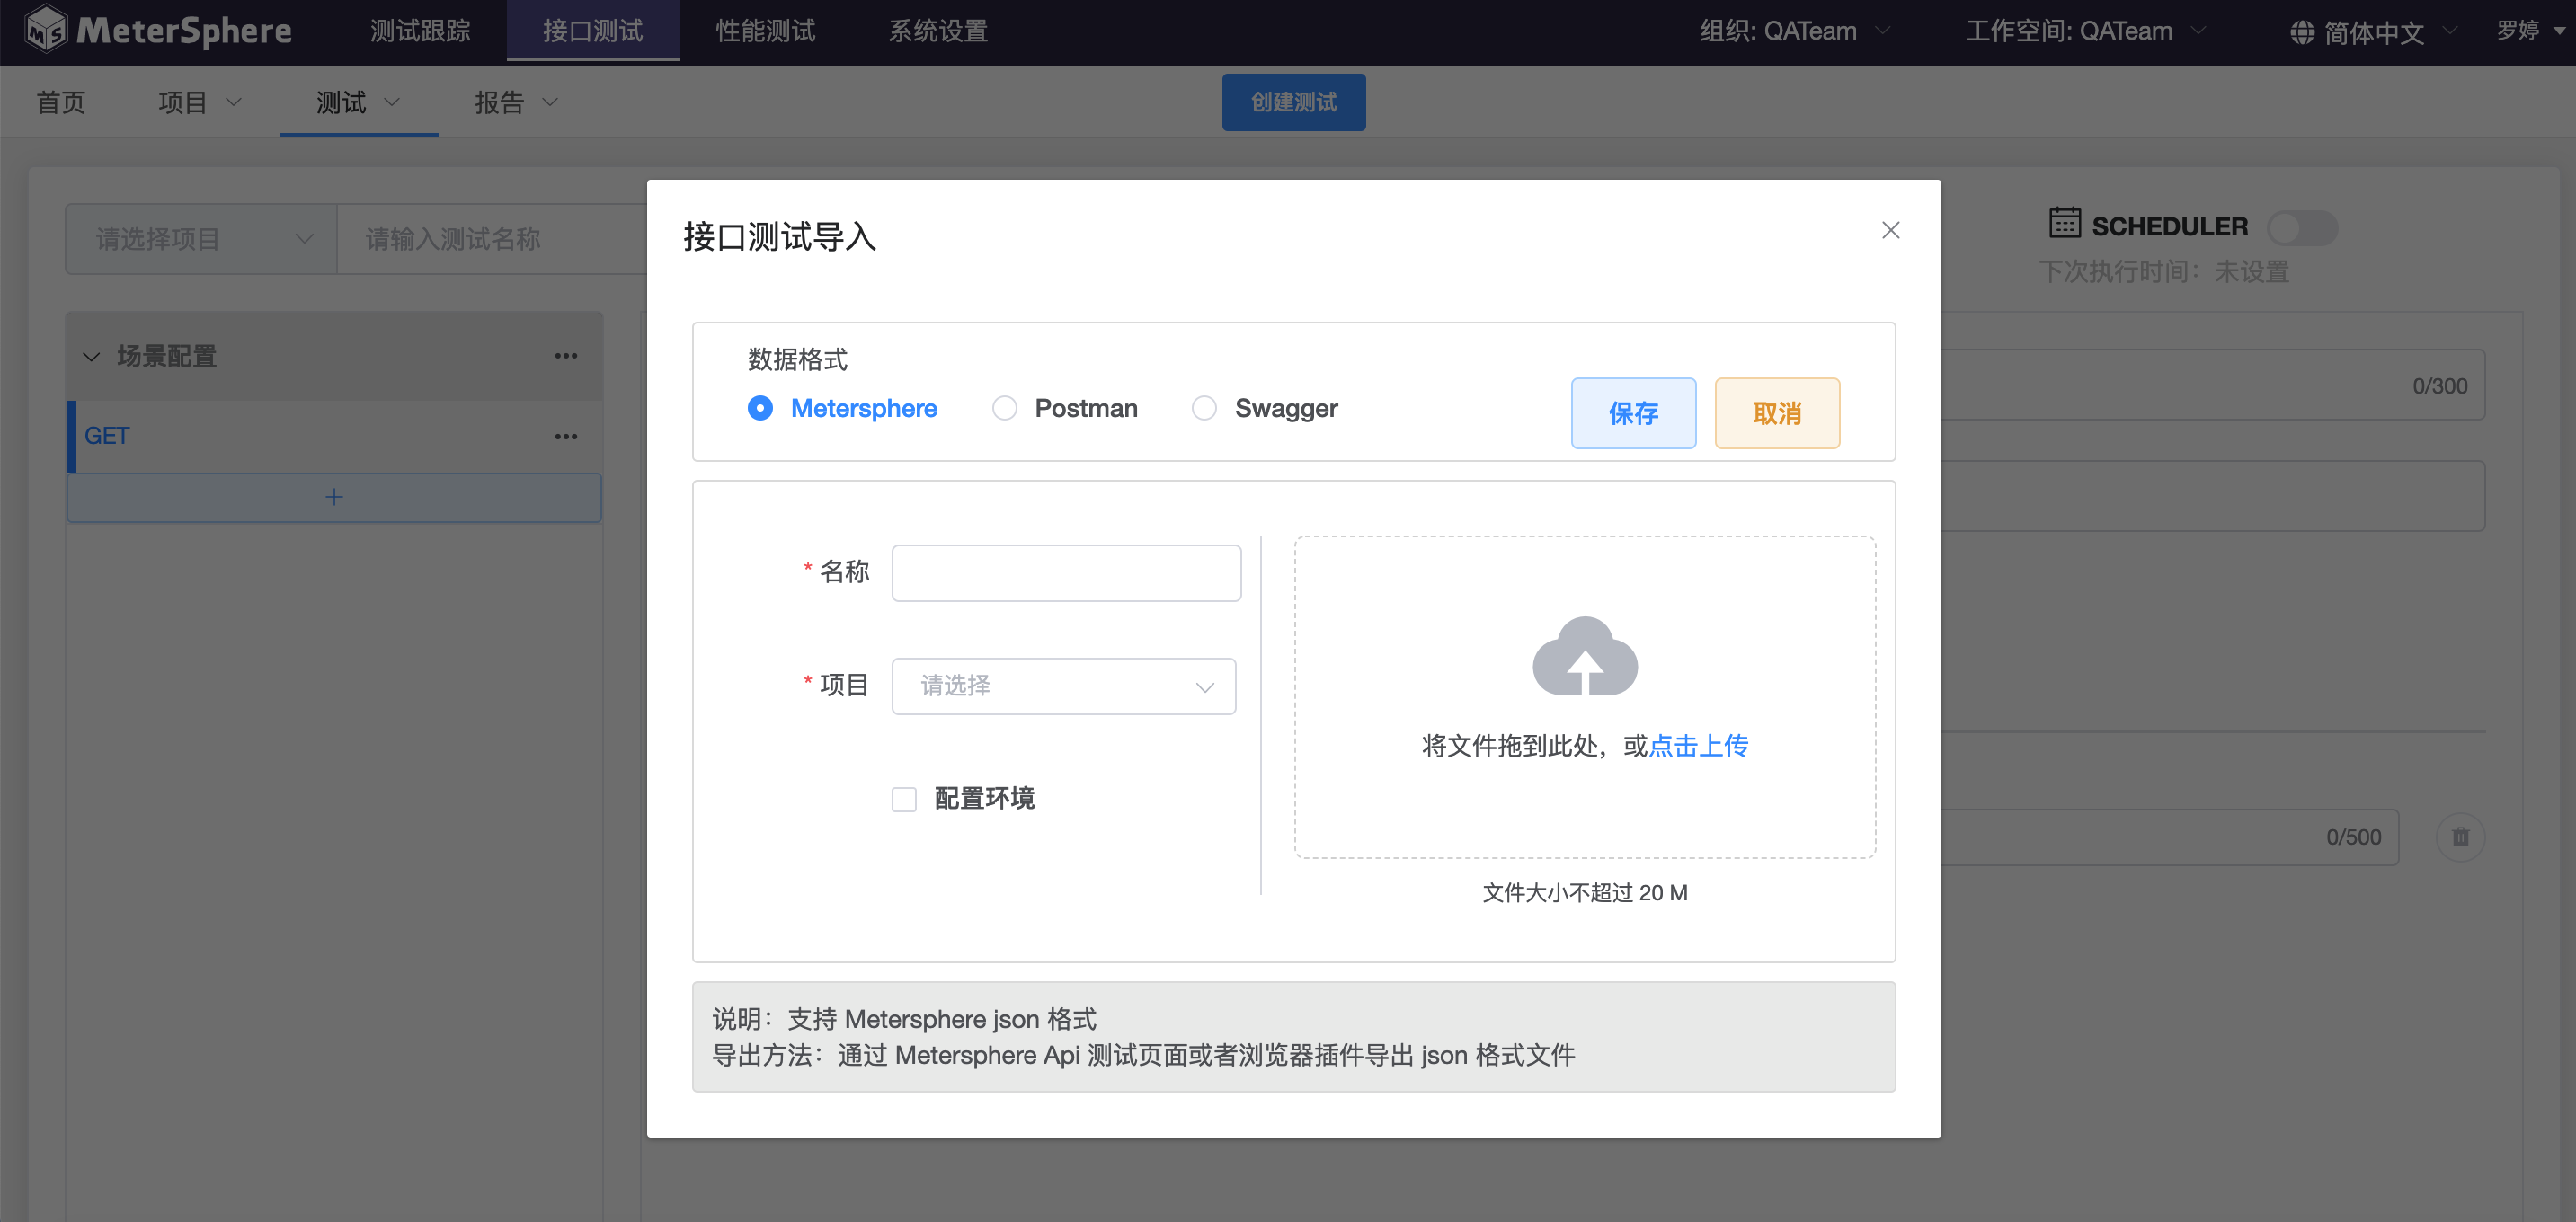 MeterSphere
测试跟踪
接口测试
性能测试
系统设置
组织: QATeam
工作空间: QATeam
简体中文
罗婷
首页
项目
测试
报告
创建测试
请选择项目
请输入测试名称
SCHEDULER
下次执行时间：未设置
场景配置
GET
0/300
0/500
接口测试导入
数据格式
Metersphere
Postman
Swagger
保存
取消
* 名称
* 项目
请选择
配置环境
将文件拖到此处，或点击上传
文件大小不超过 20 M
说明：支持 Metersphere json 格式
导出方法：通过 Metersphere Api 测试页面或者浏览器插件导出 json 格式文件